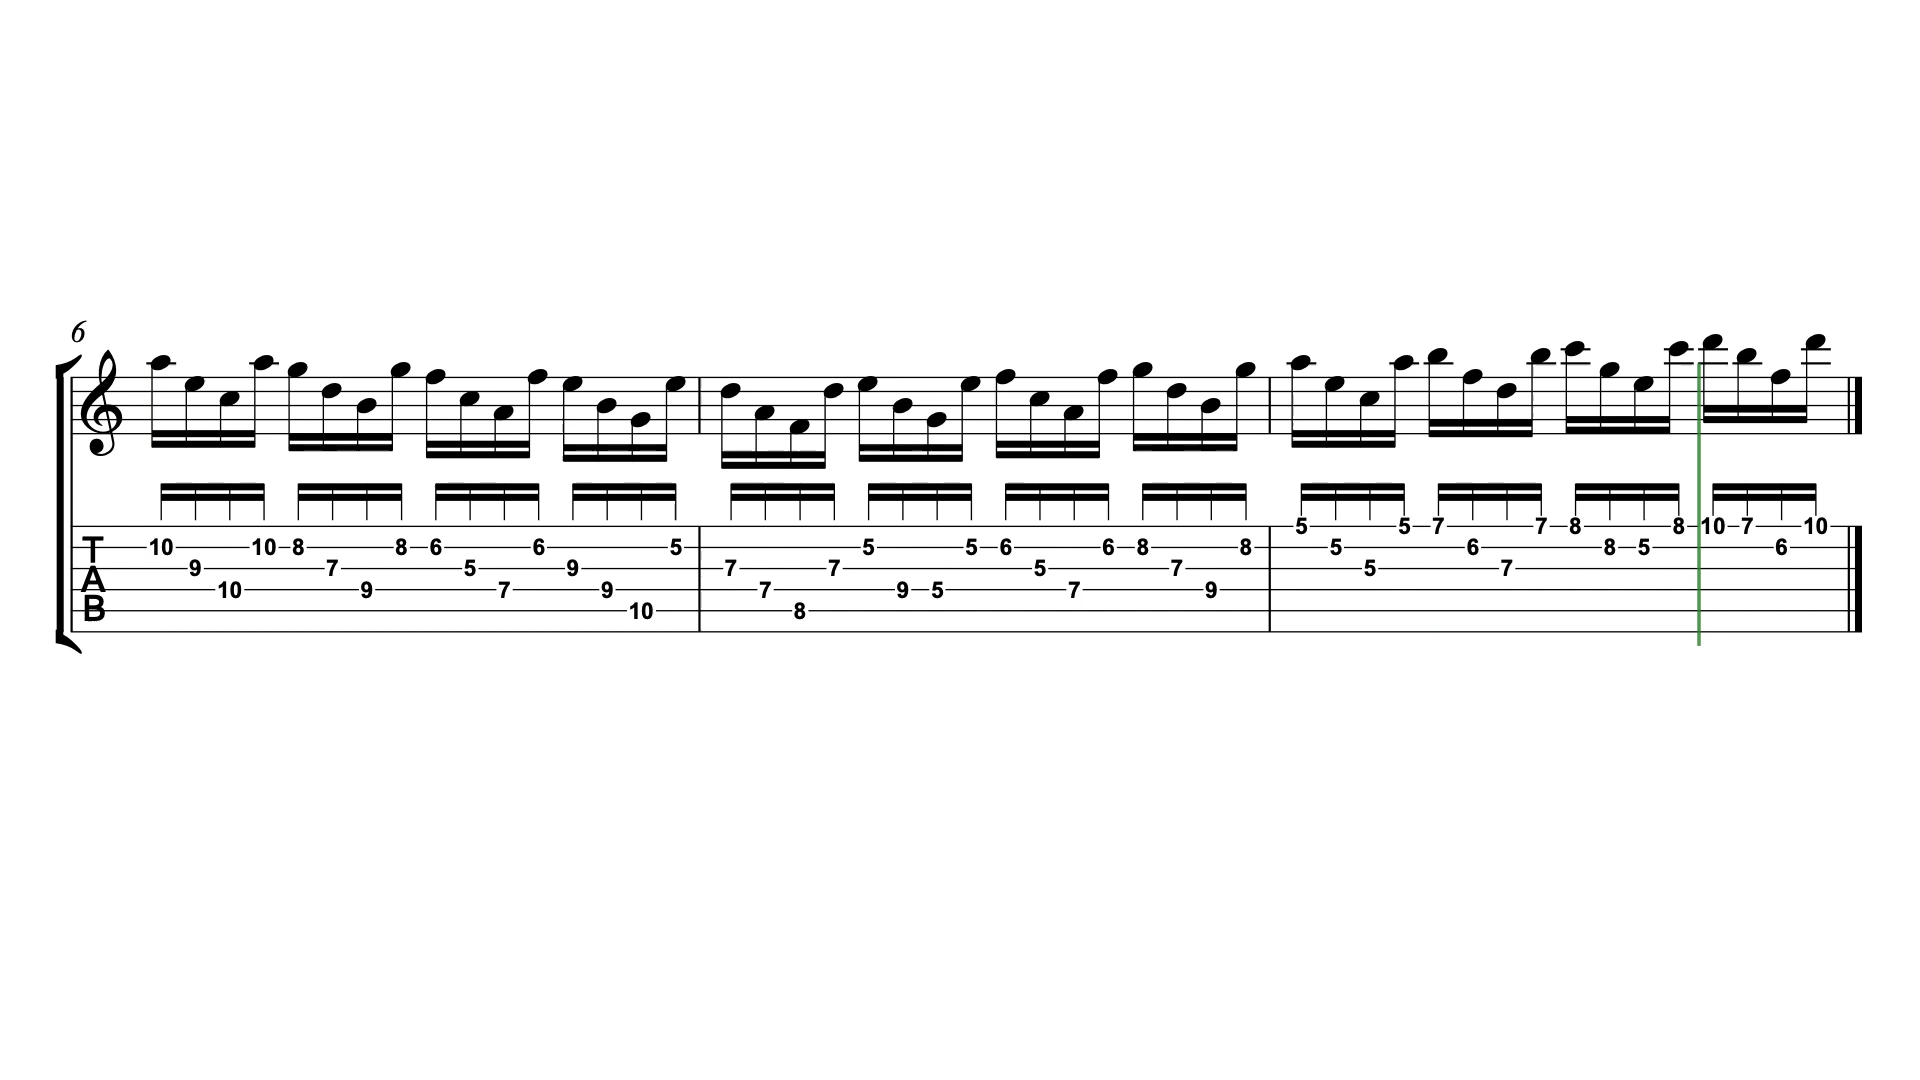 6
5 5 7 7 8 8 10 7 10
T 10 10 8 8 6 6 5 5 5 6 6 8 8 5 6 8 5 6
9 7 5 9 7 7 5 7 5 7
A 10 9 7 9 7 9 5 7 9
B 10 8